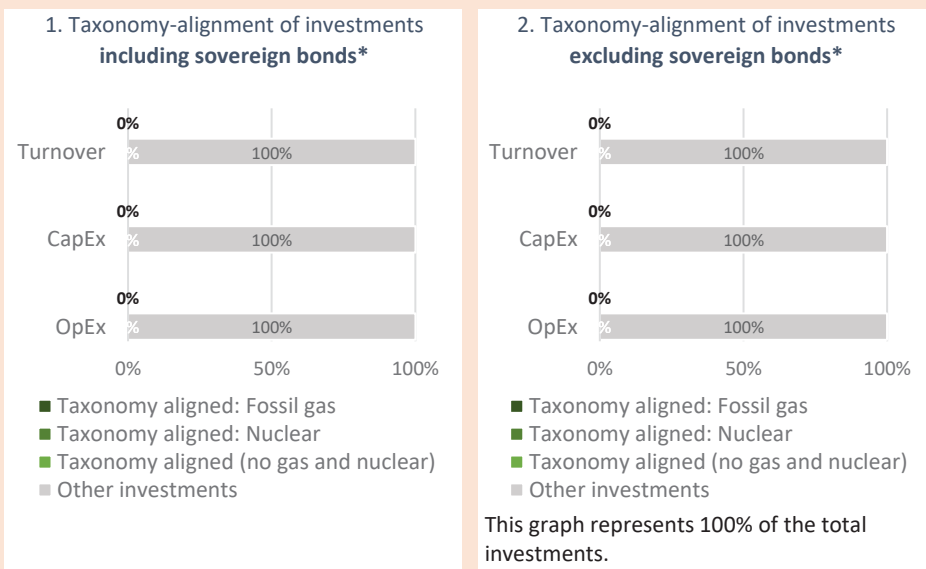 1. Taxonomy-alignment of investments
including sovereign bonds*
0%
Turnover % 100%
0%
CapEx % 100%
0%
OpEx % 100%
0% 50% 100%
Taxonomy aligned: Fossil gas
Taxonomy aligned: Nuclear
Taxonomy aligned (no gas and nuclear)
Other investments
2. Taxonomy-alignment of investments
excluding sovereign bonds*
0%
Turnover % 100%
0%
CapEx % 100%
0%
OpEx % 100%
0% 50% 100%
Taxonomy aligned: Fossil gas
Taxonomy aligned: Nuclear
Taxonomy aligned (no gas and nuclear)
Other investments
This graph represents 100% of the total
investments.